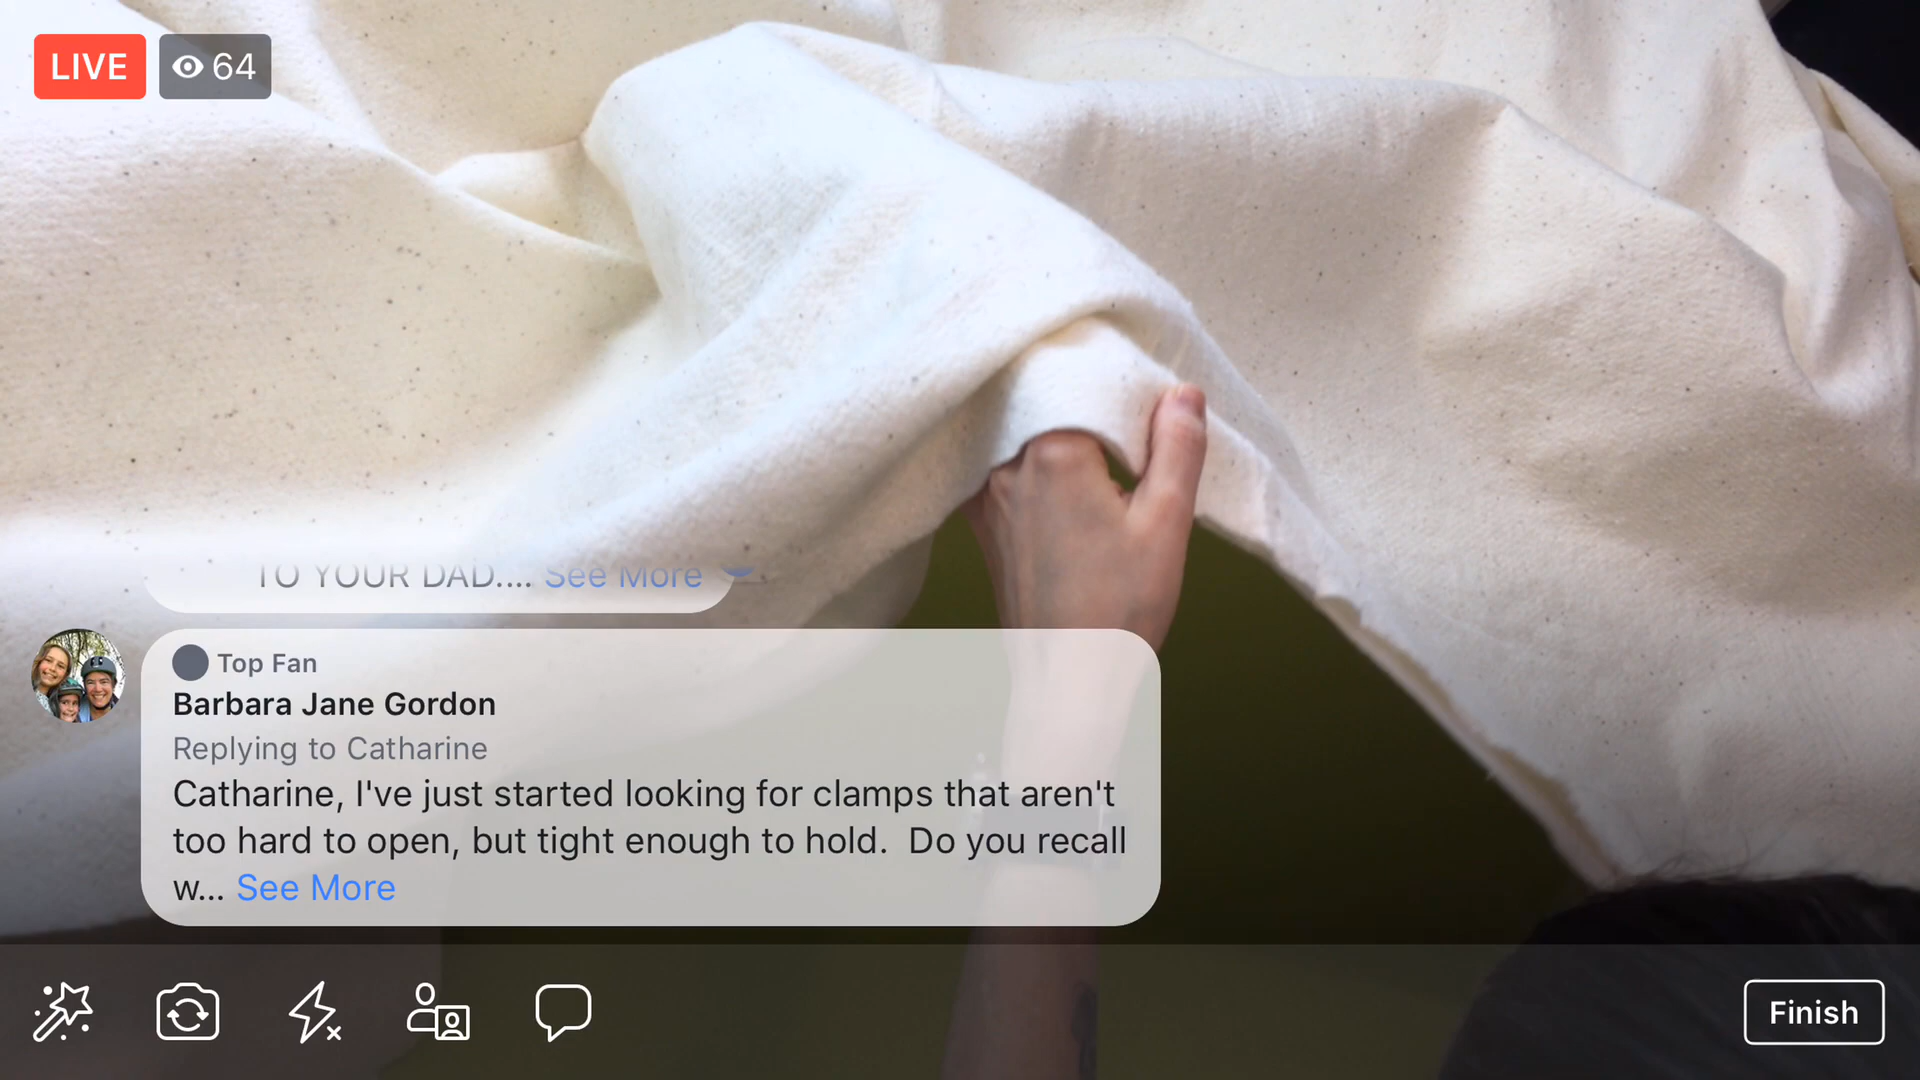 LIVE
64
TO YOUR DAD.... See More
Top Fan
Barbara Jane Gordon
Replying to Catharine
Catharine, I've just started looking for clamps that aren't
too hard to open, but tight enough to hold.  Do you recall
w... See More
Finish